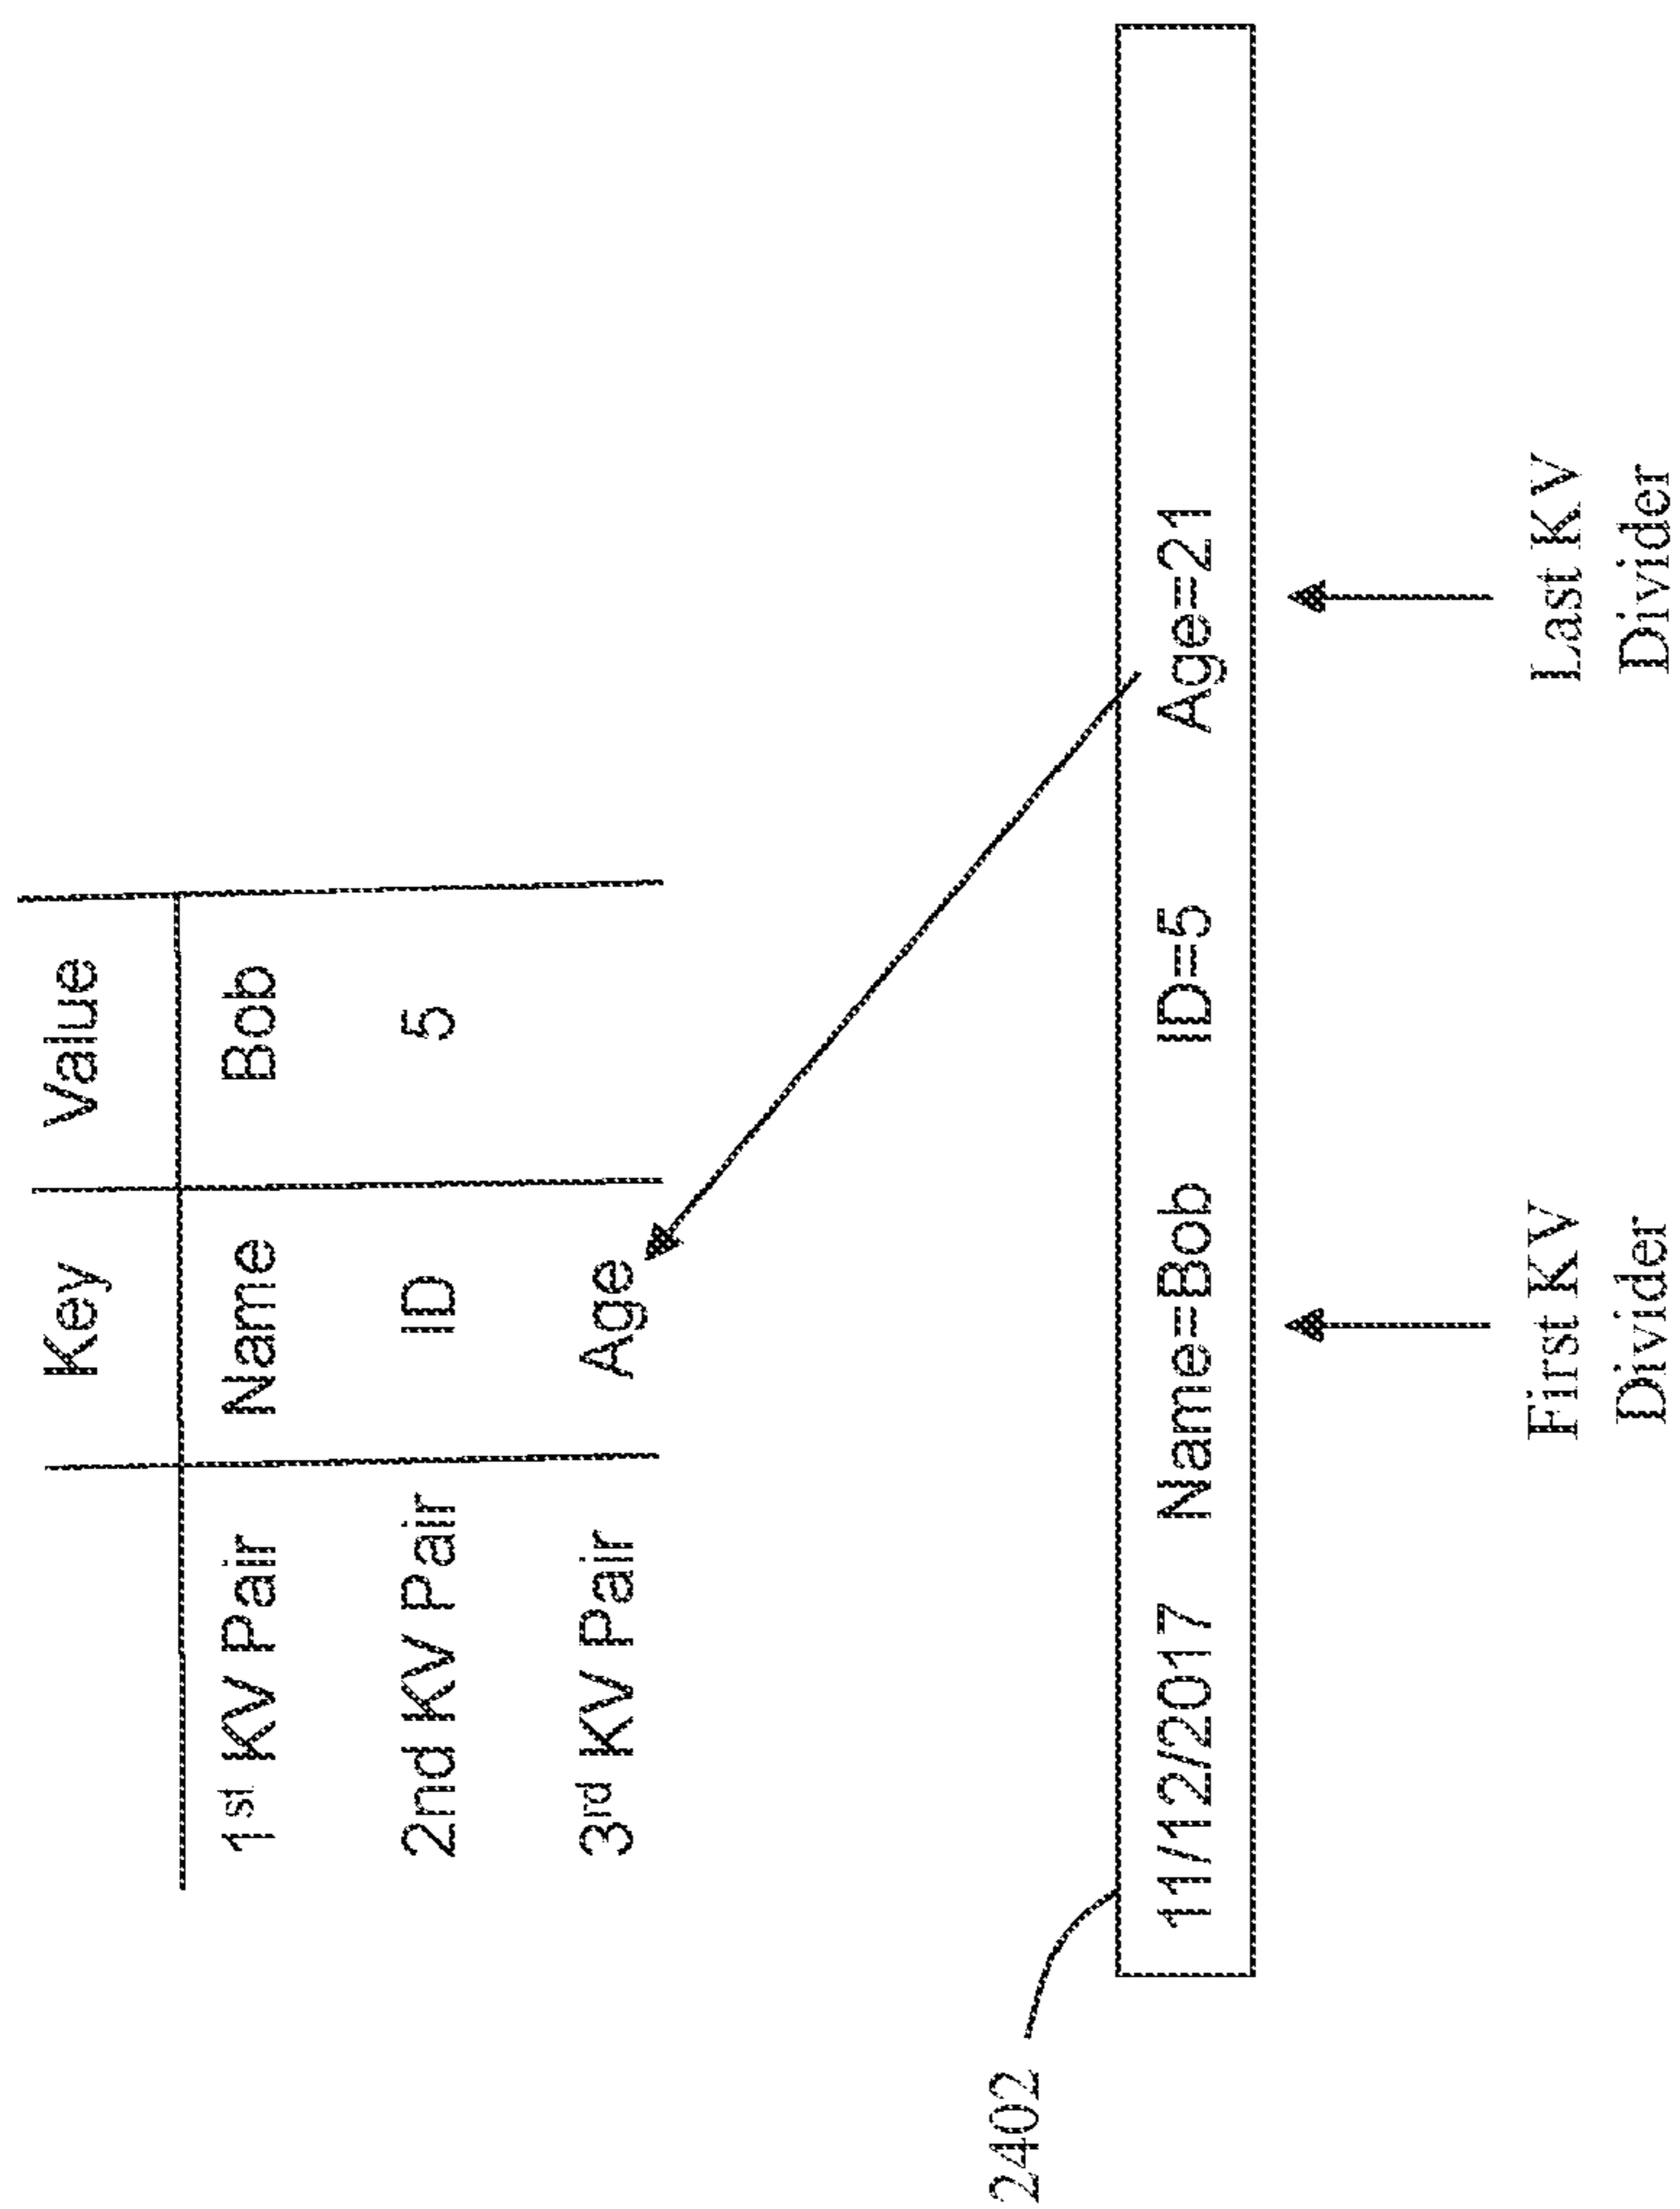 Key Value
1st KV Pair Name Bob
2nd KV Pair ID 5
3rd KV Pair Age
2402
11/12/2017 Name=Bob ID=5 Age=21
First KV
Divider
Last KV
Divider